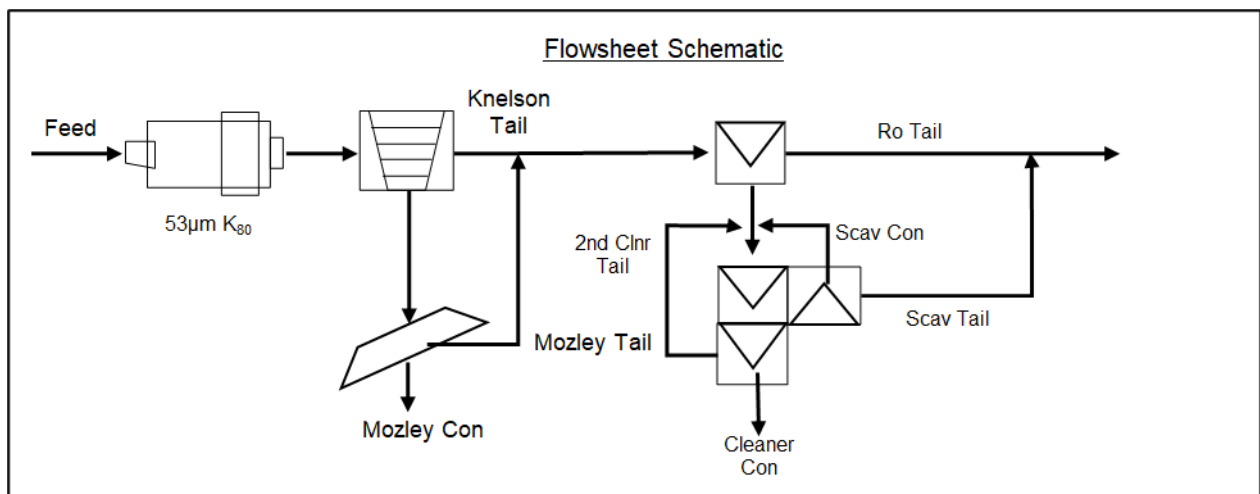 Flowsheet Schematic
Feed
53µm K80
Knelson
Tail
Mozley Tail
Mozley Con
Ro Tail
2nd Clnr
Tail
Scav Con
Scav Tail
Cleaner
Con